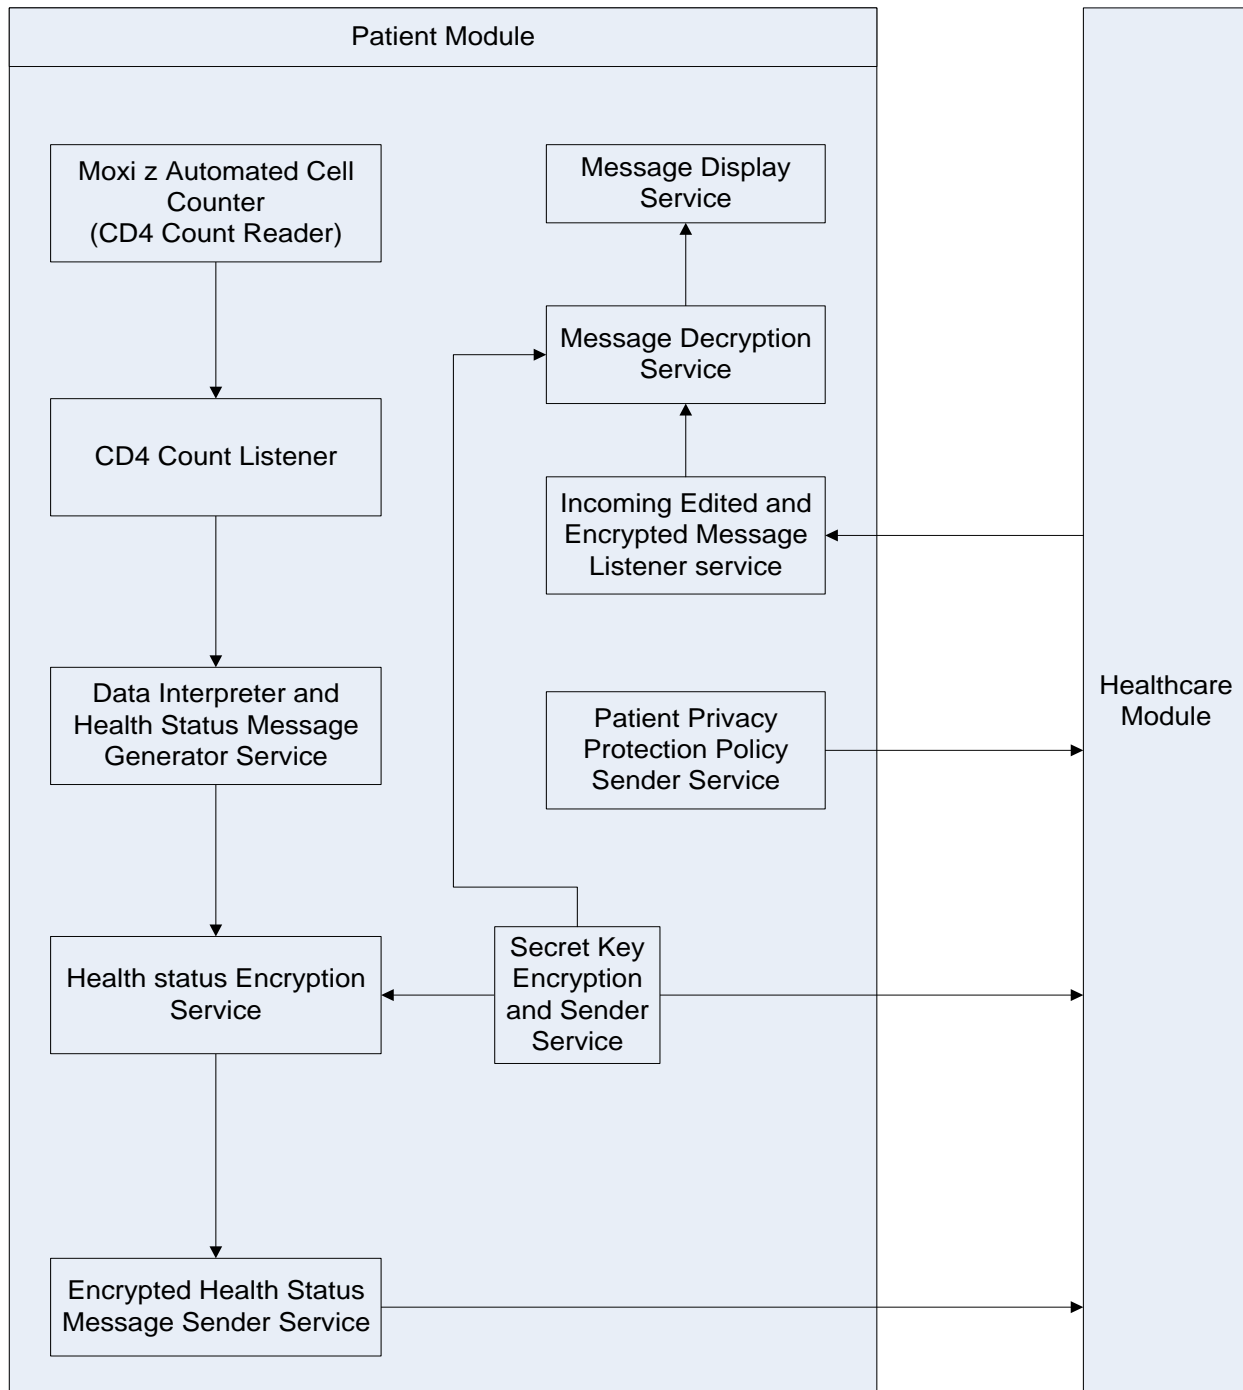 Patient Module
Moxi z Automated Cell
Counter
(CD4 Count Reader)
Message Display
Service
Message Decryption
Service
CD4 Count Listener
Incoming Edited and
Encrypted Message
Listener service
Data Interpreter and
Health Status Message
Generator Service
Patient Privacy
Protection Policy
Sender Service
Healthcare
Module
Health status Encryption
Service
Secret Key
Encryption
and Sender
Service
Encrypted Health Status
Message Sender Service